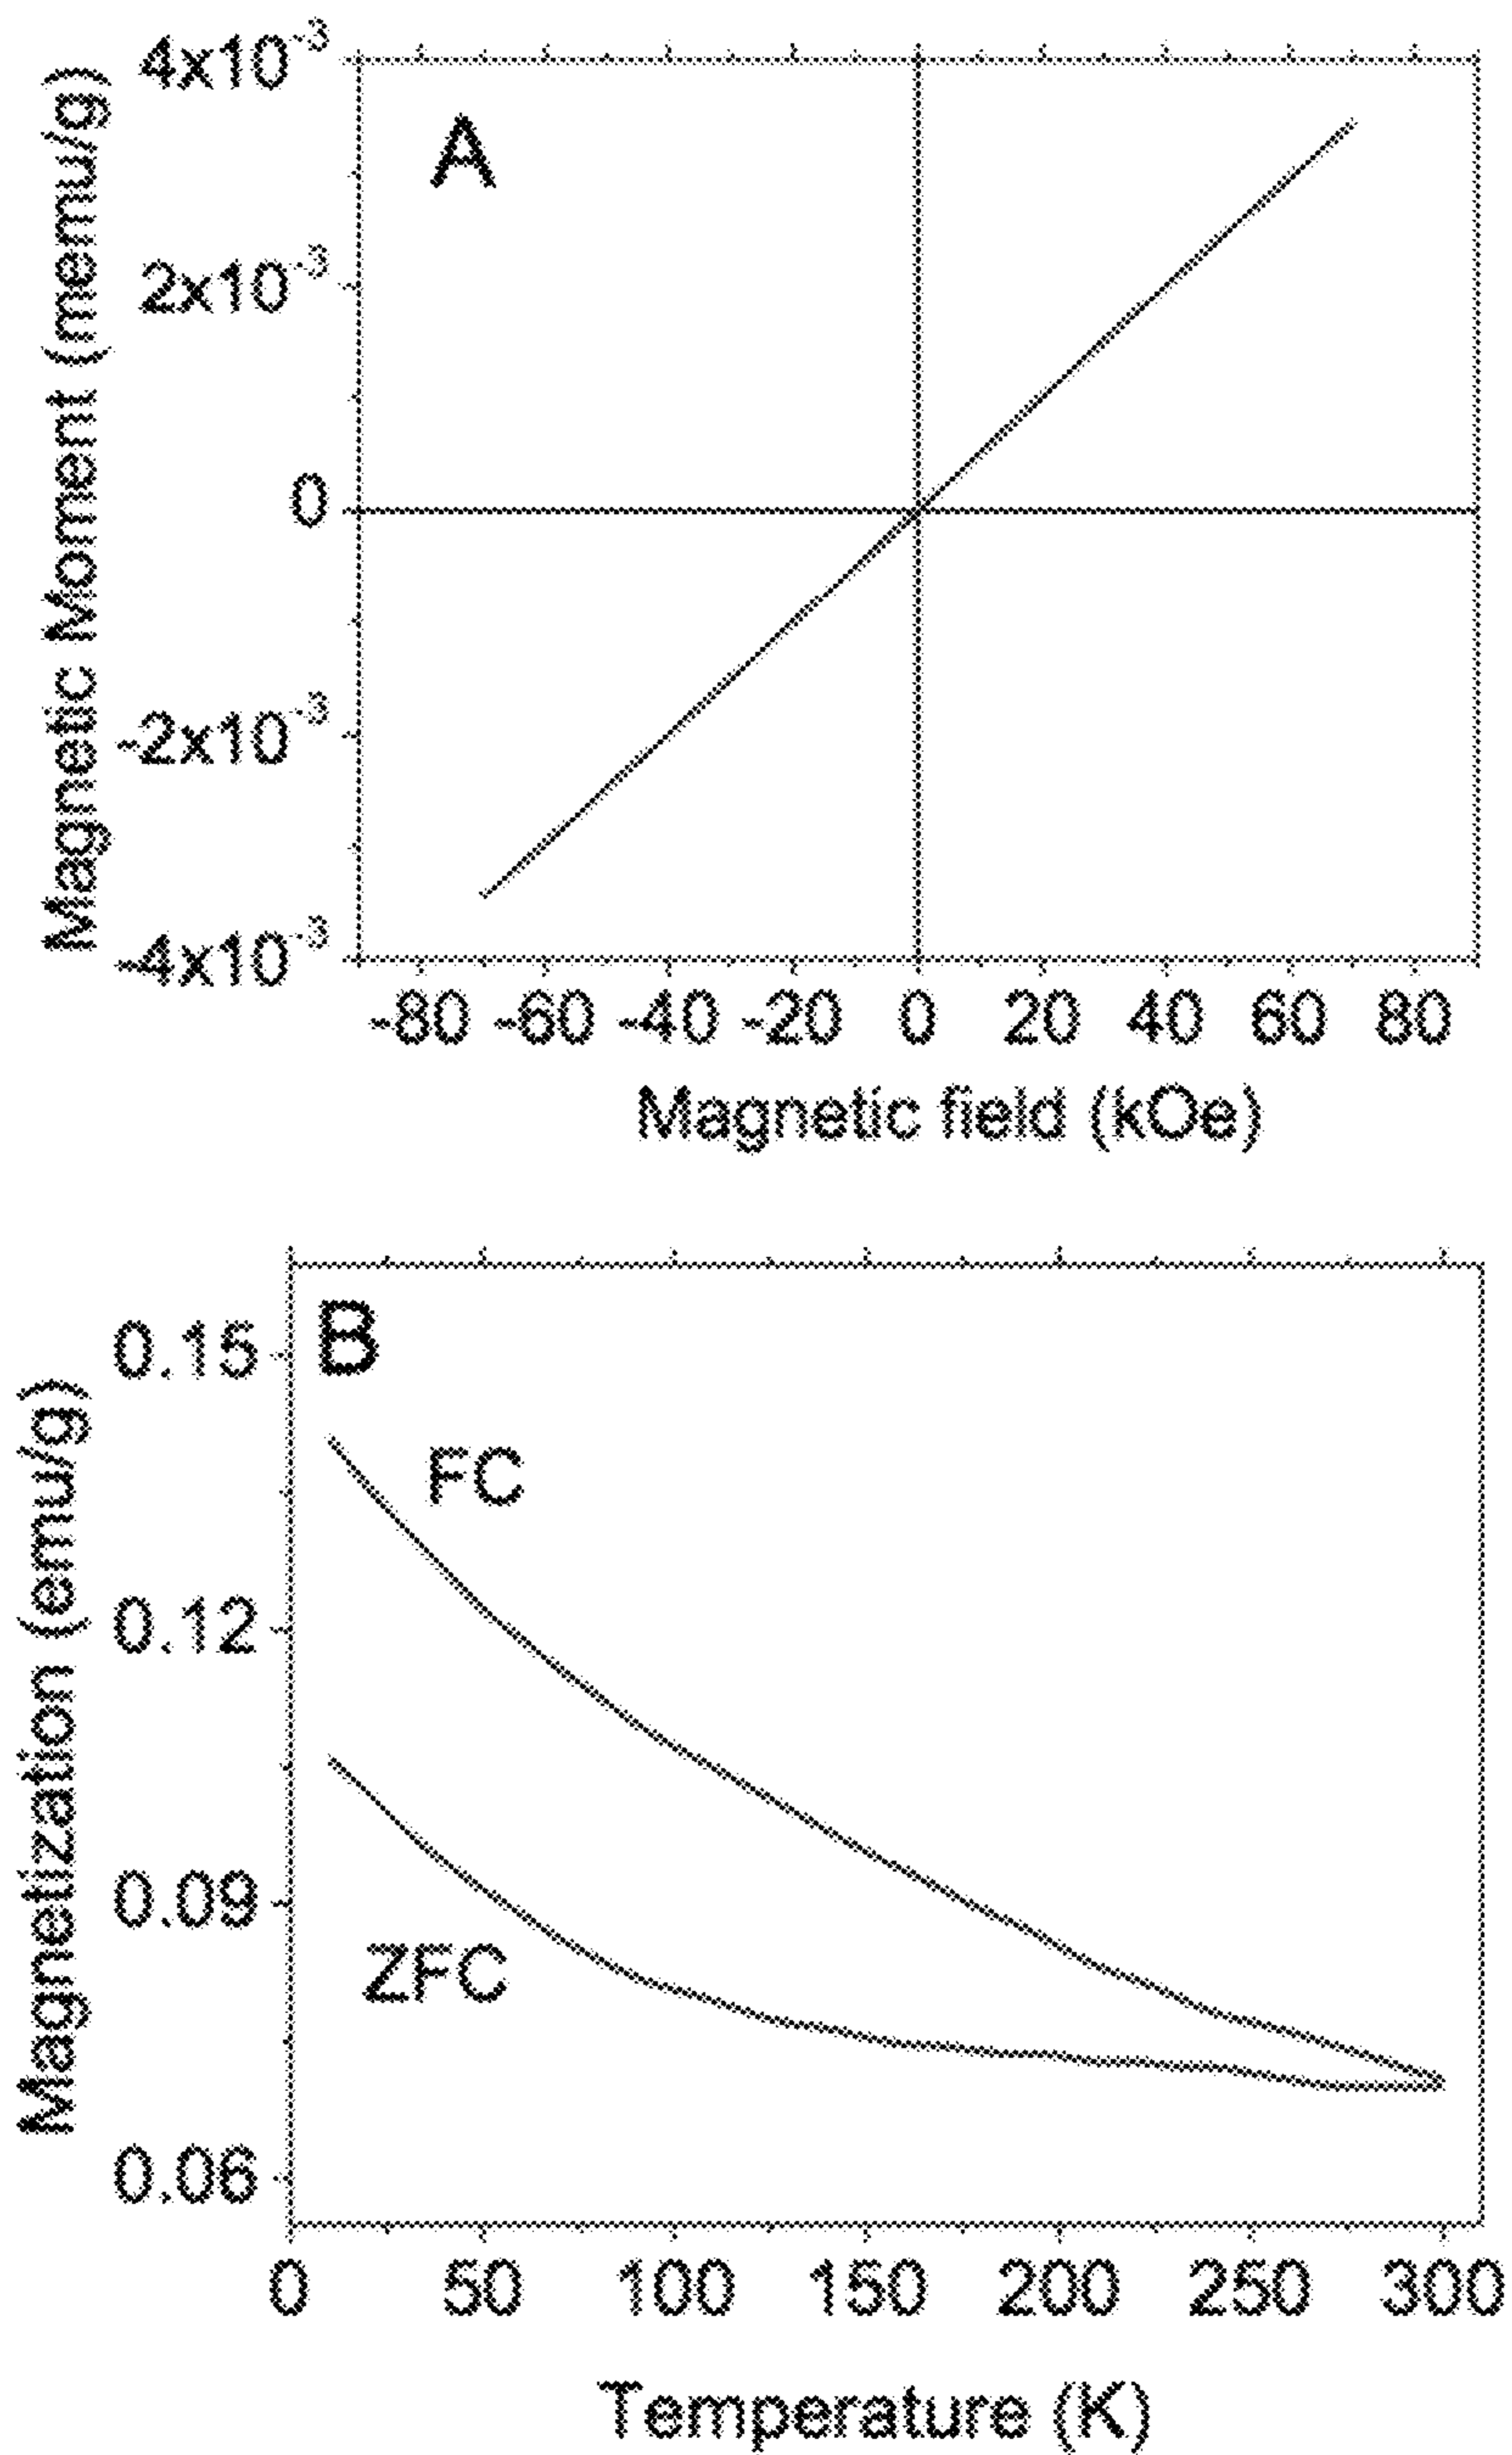 4x10⁻³
A
2x10⁻³
0
-2x10⁻³
-4x10⁻³
Magnetic Moment (memu/g)
-80 -60 -40 -20 0 20 40 60 80
Magnetic field (kOe)
B
0.15
FC
0.12
0.09
ZFC
0.06
Magnetization (emu/g)
0 50 100 150 200 250 300
Temperature (K)